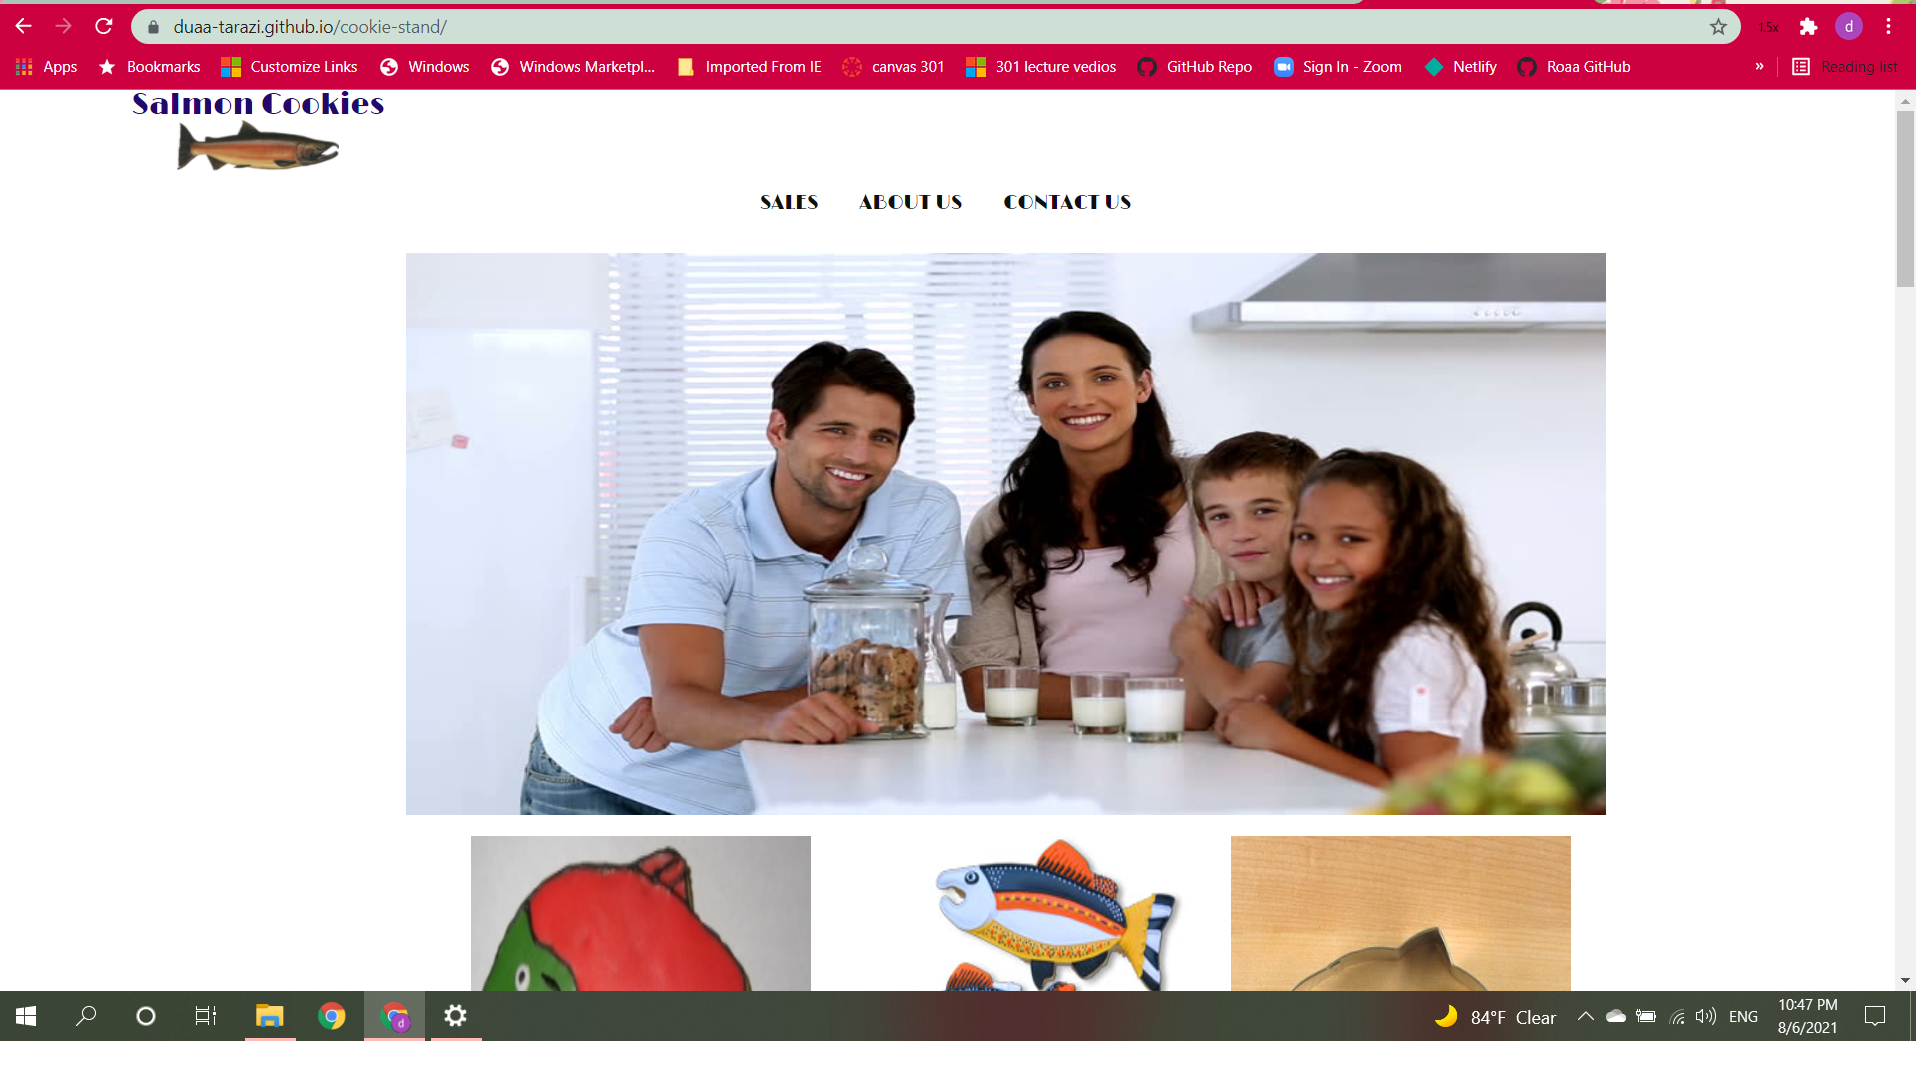 duaa-tarazi.github.io/cookie-stand/
1.5x
d
Apps Bookmarks Customize Links Windows Windows Marketpl... Imported From IE canvas 301 301 lecture vedios GitHub Repo Sign In - Zoom Netlify Roaa GitHub » Reading list
Salmon Cookies
SALES ABOUT US CONTACT US
d
84°F Clear
ENG
10:47 PM
8/6/2021